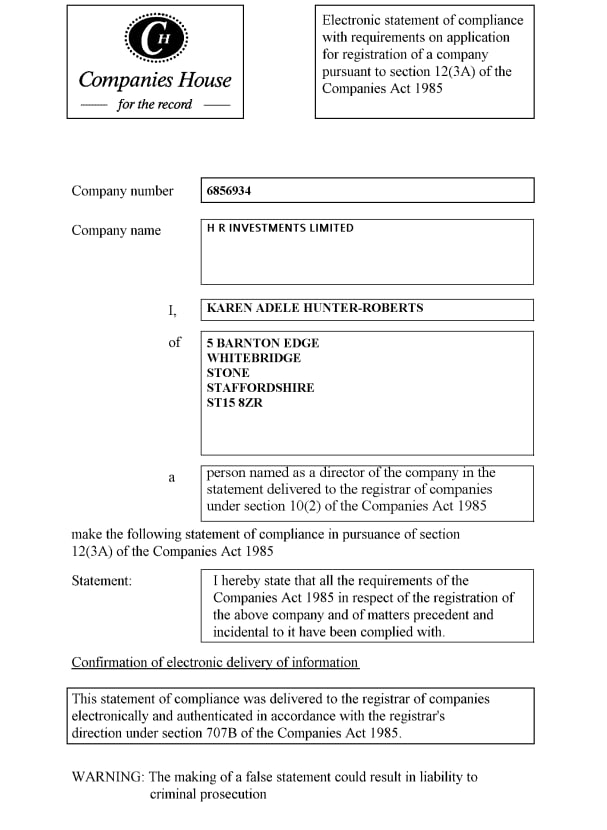 CH
Companies House
for the record
Electronic statement of compliance
with requirements on application
for registration of a company
pursuant to section 12(3A) of the
Companies Act 1985
Company number
6856934
Company name
H R INVESTMENTS LIMITED
I,
KAREN ADELE HUNTER-ROBERTS
of
5 BARNTON EDGE
WHITEBRIDGE
STONE
STAFFORDSHIRE
ST15 8ZR
a
person named as a director of the company in the
statement delivered to the registrar of companies
under section 10(2) of the Companies Act 1985
make the following statement of compliance in pursuance of section
12(3A) of the Companies Act 1985
Statement:
I hereby state that all the requirements of the
Companies Act 1985 in respect of the registration of
the above company and of matters precedent and
incidental to it have been complied with.
Confirmation of electronic delivery of information
This statement of compliance was delivered to the registrar of companies
electronically and authenticated in accordance with the registrar's
direction under section 707B of the Companies Act 1985.
WARNING: The making of a false statement could result in liability to
criminal prosecution